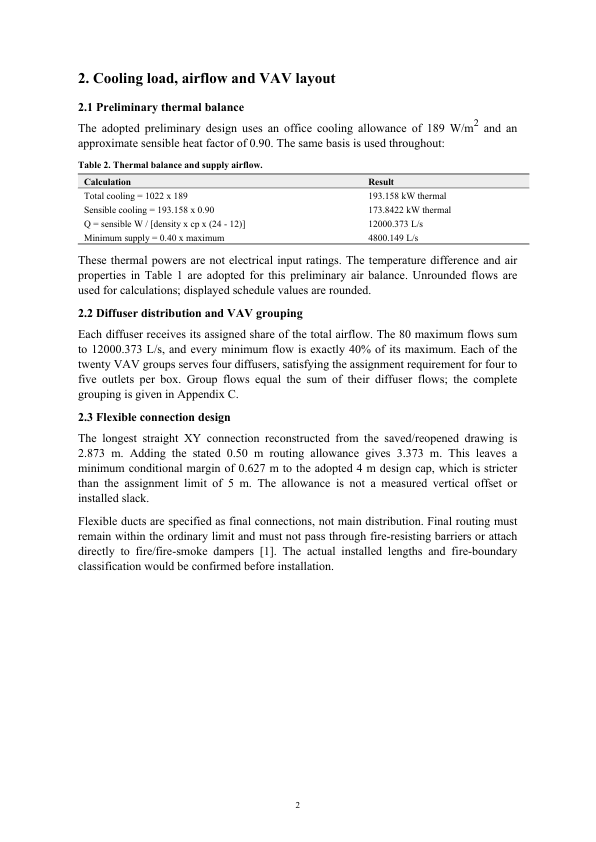 2. Cooling load, airflow and VAV layout
2.1 Preliminary thermal balance
The adopted preliminary design uses an office cooling allowance of 189 W/m² and an
approximate sensible heat factor of 0.90. The same basis is used throughout:
Table 2. Thermal balance and supply airflow.
Calculation Result
Total cooling = 1022 x 189 193.158 kW thermal
Sensible cooling = 193.158 x 0.90 173.8422 kW thermal
Q = sensible W / [density x cp x (24 - 12)] 12000.373 L/s
Minimum supply = 0.40 x maximum 4800.149 L/s
These thermal powers are not electrical input ratings. The temperature difference and air
properties in Table 1 are adopted for this preliminary air balance. Unrounded flows are
used for calculations; displayed schedule values are rounded.
2.2 Diffuser distribution and VAV grouping
Each diffuser receives its assigned share of the total airflow. The 80 maximum flows sum
to 12000.373 L/s, and every minimum flow is exactly 40% of its maximum. Each of the
twenty VAV groups serves four diffusers, satisfying the assignment requirement for four to
five outlets per box. Group flows equal the sum of their diffuser flows; the complete
grouping is given in Appendix C.
2.3 Flexible connection design
The longest straight XY connection reconstructed from the saved/reopened drawing is
2.873 m. Adding the stated 0.50 m routing allowance gives 3.373 m. This leaves a
minimum conditional margin of 0.627 m to the adopted 4 m design cap, which is stricter
than the assignment limit of 5 m. The allowance is not a measured vertical offset or
installed slack.
Flexible ducts are specified as final connections, not main distribution. Final routing must
remain within the ordinary limit and must not pass through fire-resisting barriers or attach
directly to fire/fire-smoke dampers [1]. The actual installed lengths and fire-boundary
classification would be confirmed before installation.
2